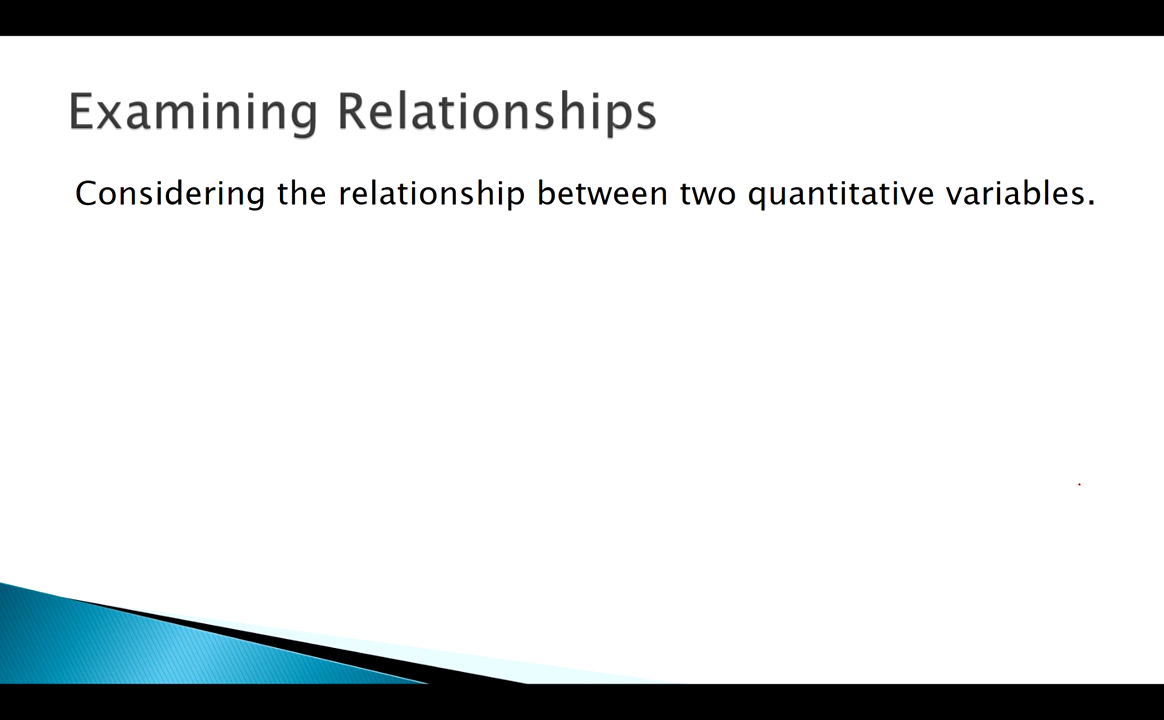 Examining Relationships
Considering the relationship between two quantitative variables.